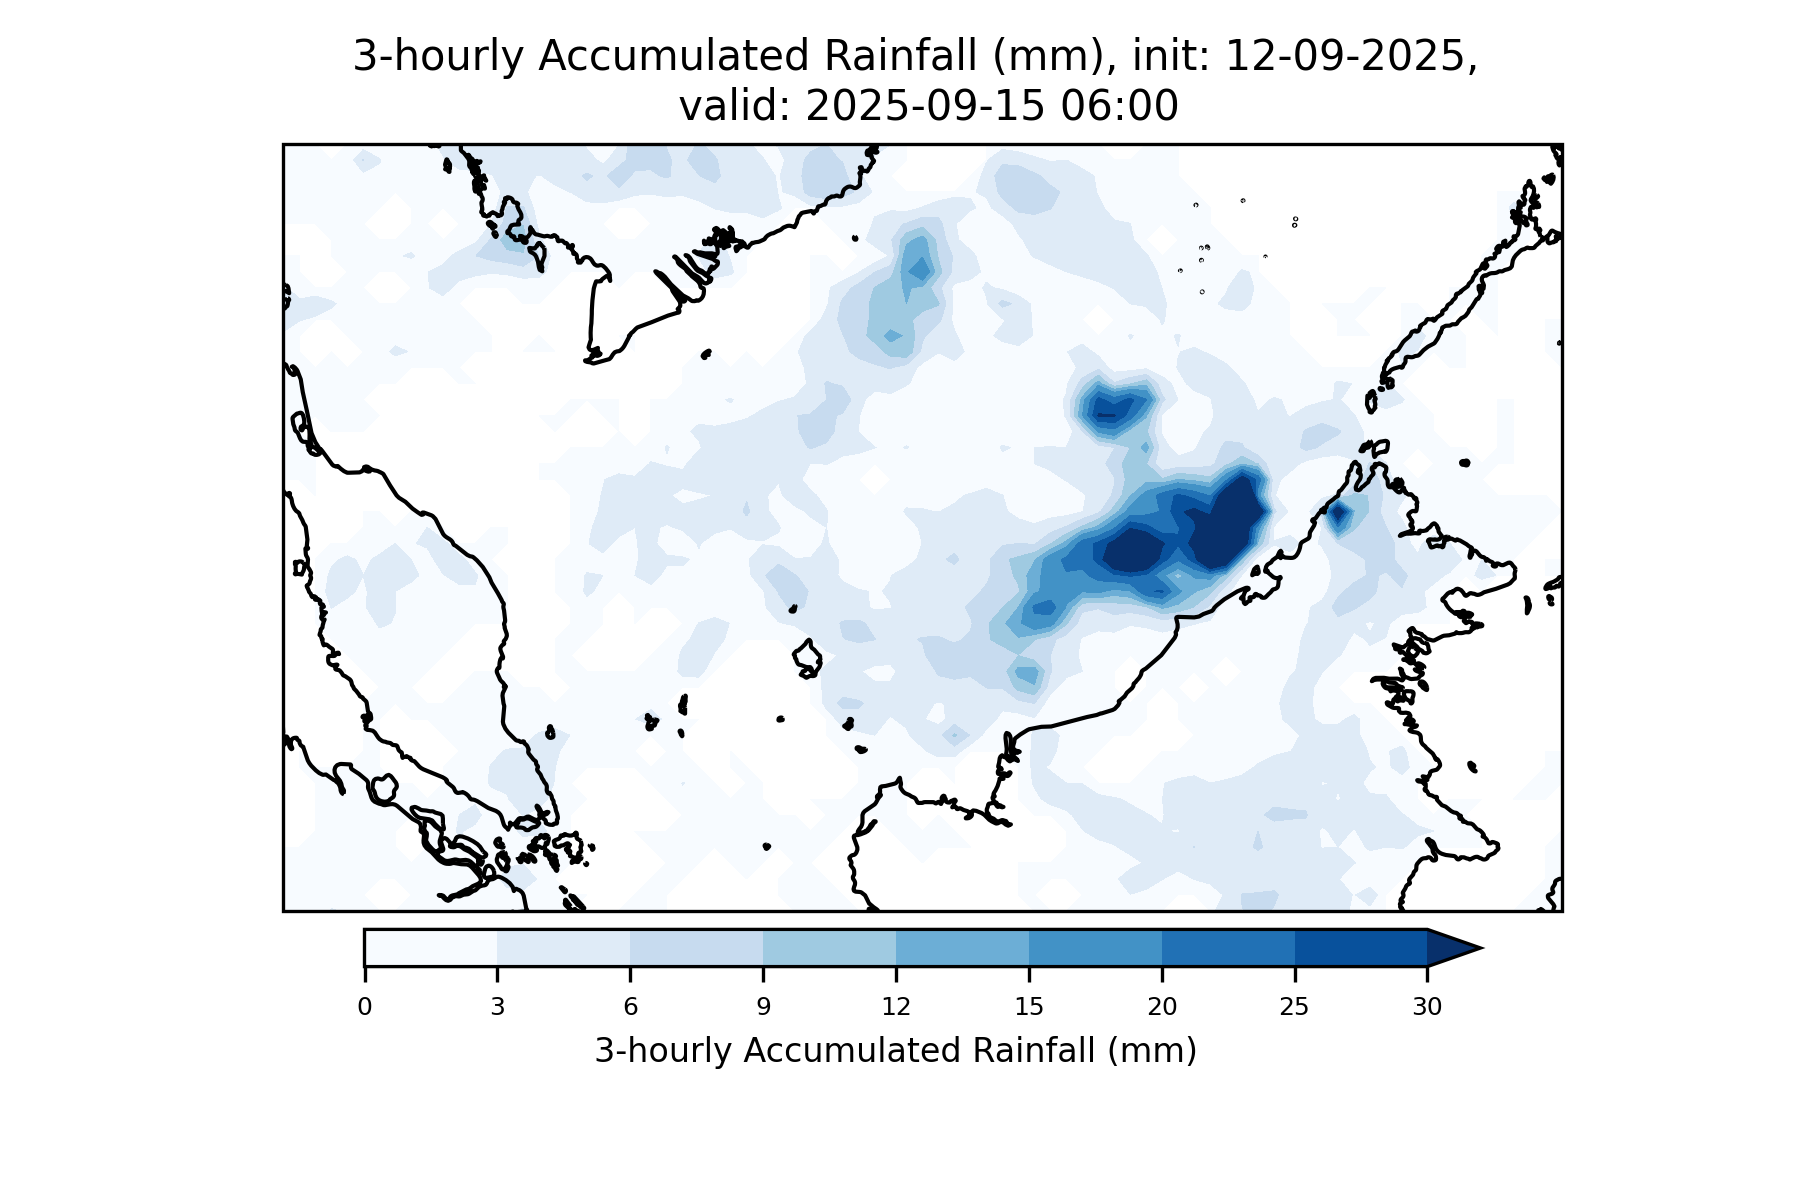 3-hourly Accumulated Rainfall (mm), init: 12-09-2025,
valid: 2025-09-15 06:00
0 3 6 9 12 15 20 25 30
3-hourly Accumulated Rainfall (mm)